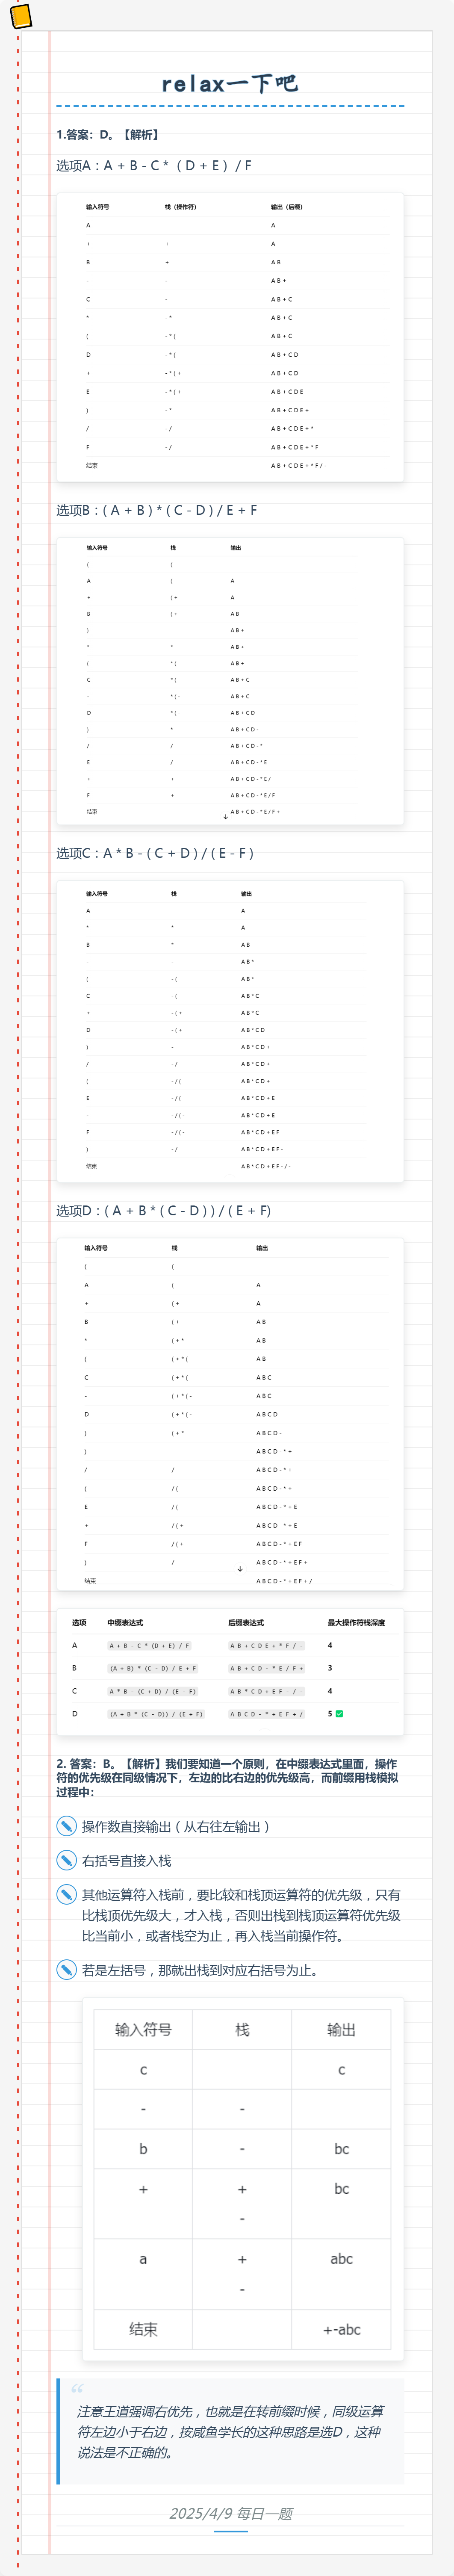 relax一下吧
1.答案：D。【解析】
选项A：A + B - C *（ D + E ）/ F
输入符号 栈（操作符） 输出（后缀）
A A
+ + A
B + A B
- - A B +
C - A B + C
* - * A B + C
( - * ( A B + C
D - * ( A B + C D
+ - * ( + A B + C D
E - * ( + A B + C D E
) - * A B + C D E +
/ - / A B + C D E + *
F - / A B + C D E + * F
结束 A B + C D E + * F / -
选项B：( A + B ) * ( C - D ) / E + F
输入符号 栈 输出
( (
A ( A
+ ( + A
B ( + A B
) A B +
* * A B +
( * ( A B +
C * ( A B + C
- * ( - A B + C
D * ( - A B + C D
) * A B + C D -
/ / A B + C D - *
E / A B + C D - * E
+ + A B + C D - * E /
F + A B + C D - * E / F
结束 A B + C D - * E / F +
↓
选项C：A * B - ( C + D ) / ( E - F )
输入符号 栈 输出
A A
* * A
B * A B
- - A B *
( - ( A B *
C - ( A B * C
+ - ( + A B * C
D - ( + A B * C D
) - A B * C D +
/ - / A B * C D +
( - / ( A B * C D +
E - / ( A B * C D + E
- - / ( - A B * C D + E
F - / ( - A B * C D + E F
) - / A B * C D + E F -
结束 A B * C D + E F - / -
选项D：( A + B * ( C - D ) ) / ( E + F)
输入符号 栈 输出
( (
A ( A
+ ( + A
B ( + A B
* ( + * A B
( ( + * ( A B
C ( + * ( A B C
- ( + * ( - A B C
D ( + * ( - A B C D
) ( + * A B C D -
) A B C D - * +
/ / A B C D - * +
( / ( A B C D - * +
E / ( A B C D - * + E
+ / ( + A B C D - * + E
F / ( + A B C D - * + E F
) / A B C D - * + E F +
↓
结束 A B C D - * + E F + /
选项 中缀表达式 后缀表达式 最大操作符栈深度
A A + B - C * (D + E) / F A B + C D E + * F / - 4
B (A + B) * (C - D) / E + F A B + C D - * E / F + 3
C A * B - (C + D) / (E - F) A B * C D + E F - / - 4
D (A + B * (C - D)) / (E + F) A B C D - * + E F + / 5 ✅
2. 答案：B。【解析】我们要知道一个原则，在中缀表达式里面，操作
符的优先级在同级情况下，左边的比右边的优先级高，而前缀用栈模拟
过程中：
操作数直接输出（从右往左输出）
右括号直接入栈
其他运算符入栈前，要比较和栈顶运算符的优先级，只有
比栈顶优先级大，才入栈，否则出栈到栈顶运算符优先级
比当前小，或者栈空为止，再入栈当前操作符。
若是左括号，那就出栈到对应右括号为止。
输入符号 栈 输出
c c
- -
b - bc
+ + bc
-
a + abc
-
结束 +-abc
“
注意王道强调右优先，也就是在转前缀时候，同级运算
符左边小于右边，按咸鱼学长的这种思路是选D，这种
说法是不正确的。
2025/4/9 每日一题